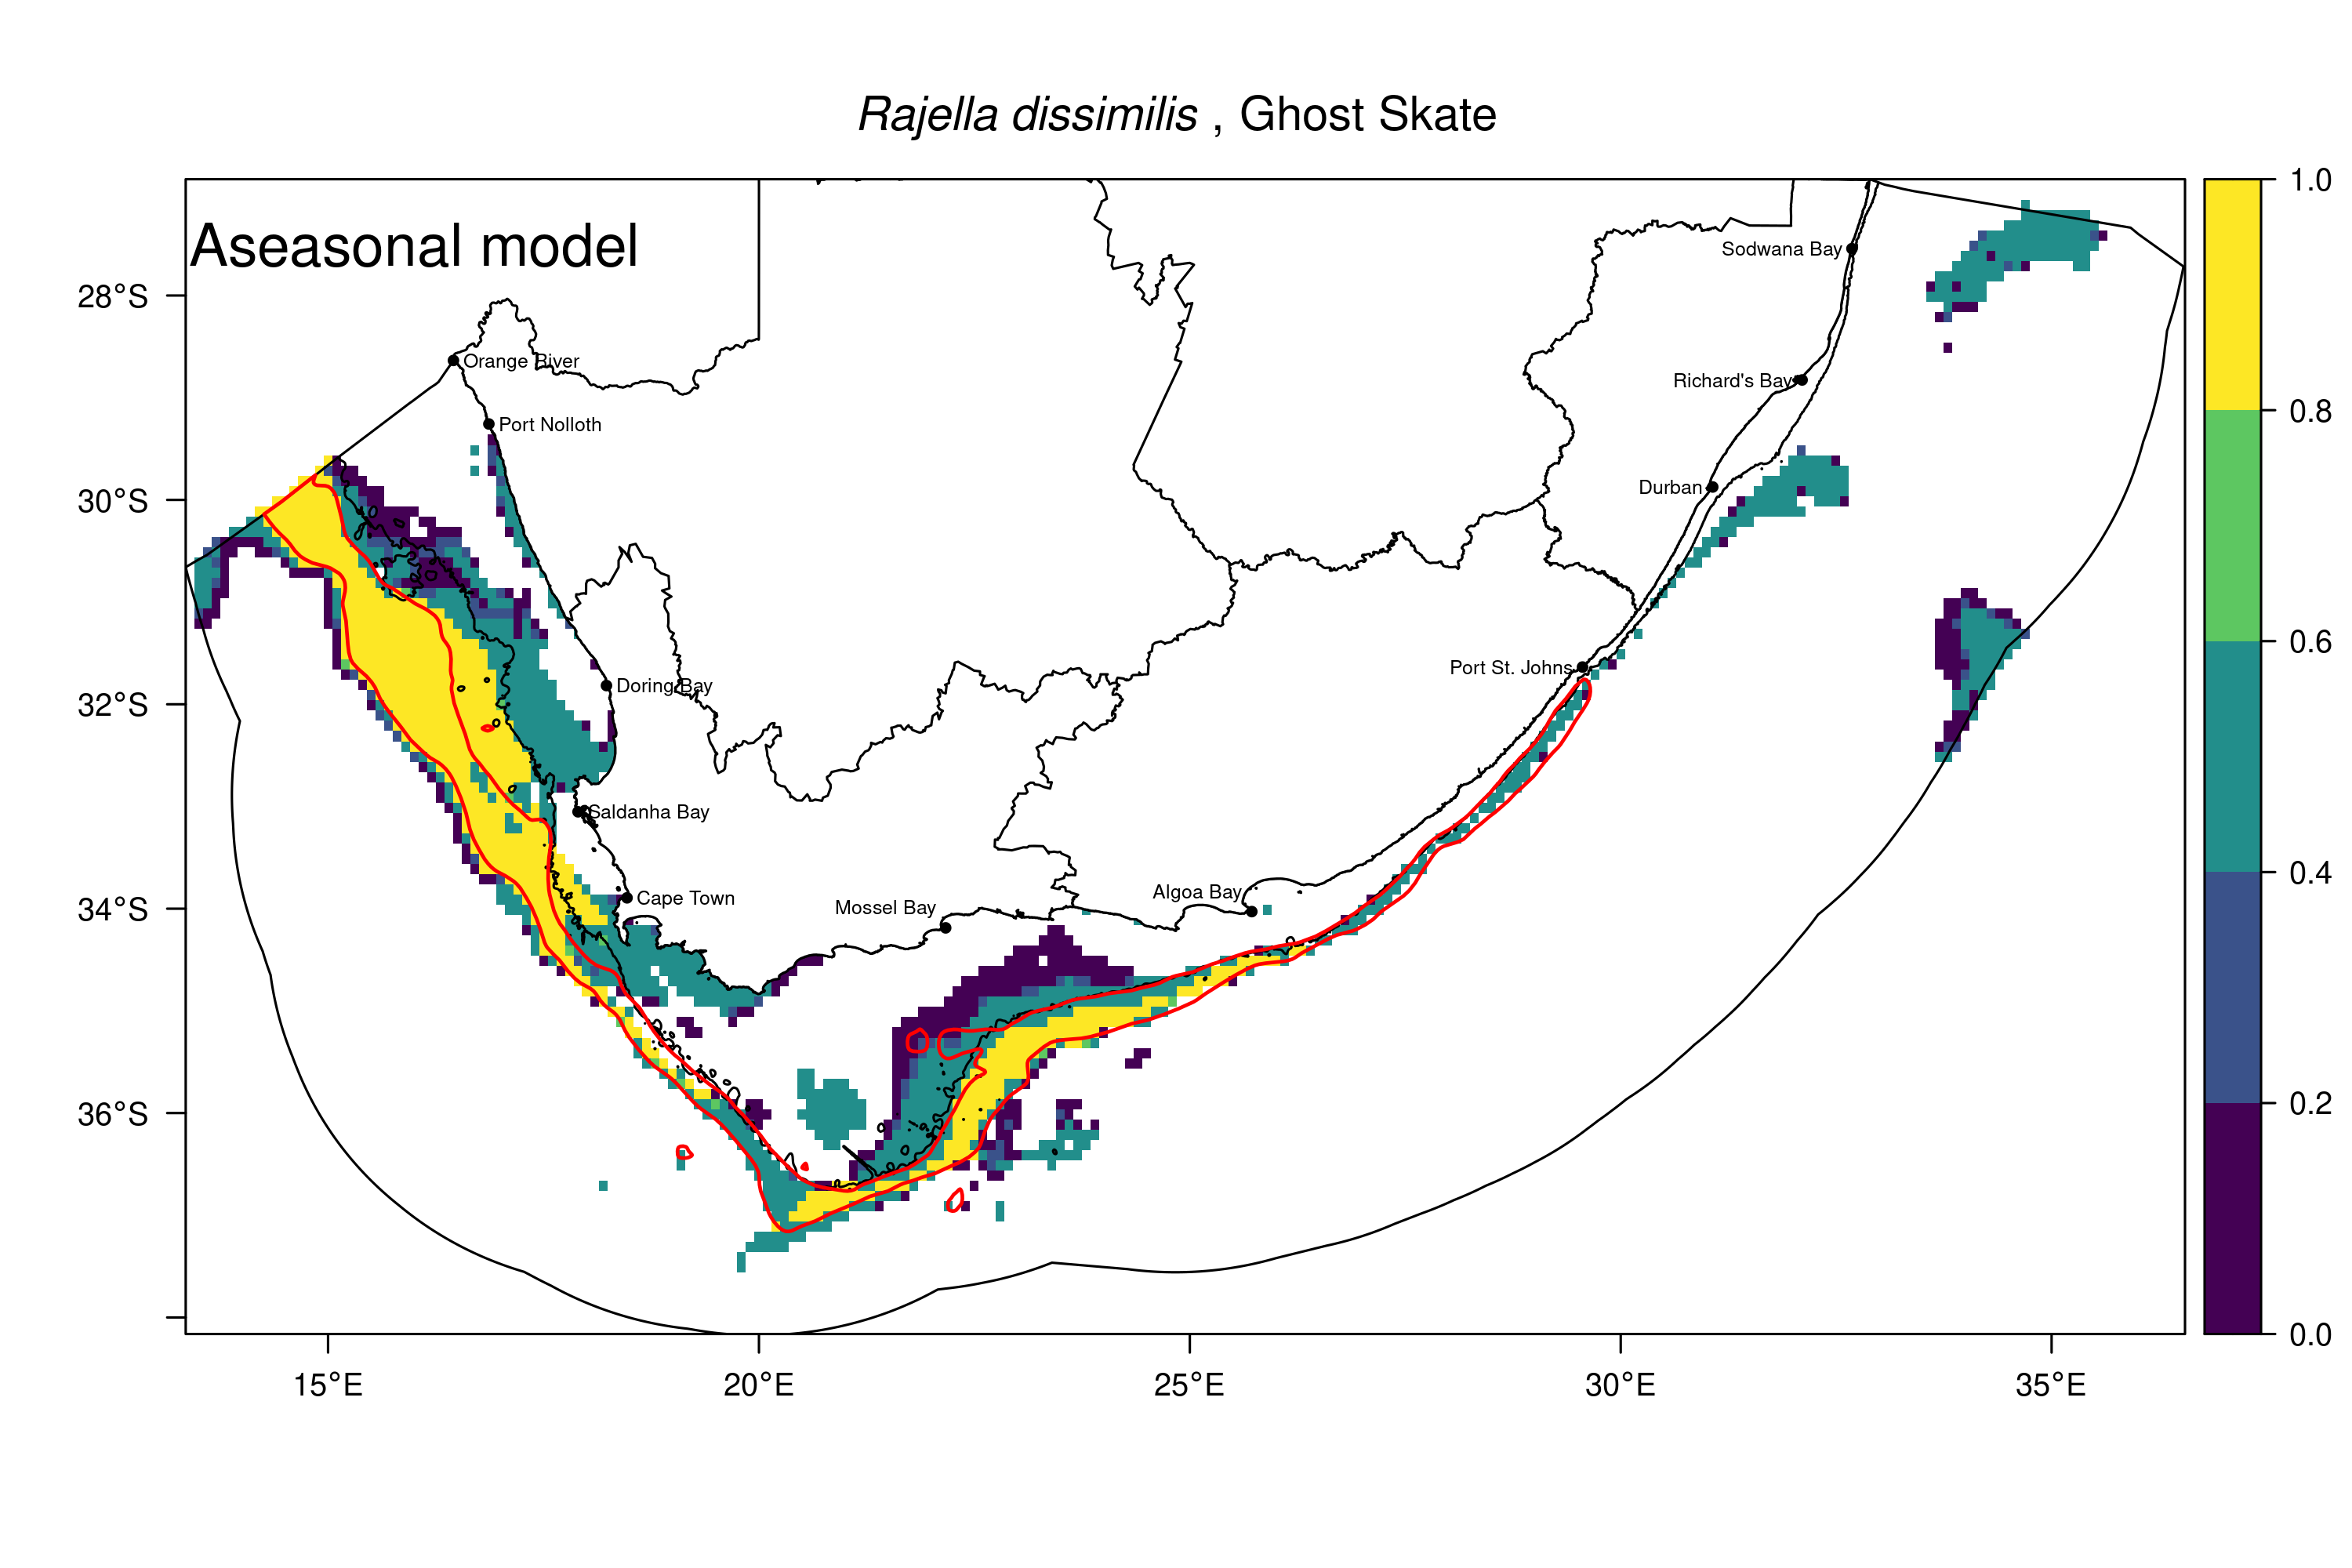 Rajella dissimilis , Ghost Skate
Aseasonal model
1.0
0.8
0.6
0.4
0.2
0.0
28°S
30°S
32°S
34°S
36°S
15°E
20°E
25°E
30°E
35°E
Sodwana Bay
Orange River
Richard's Bay
Port Nolloth
Durban
Port St. Johns
Doring Bay
Saldanha Bay
Algoa Bay
Cape Town
Mossel Bay